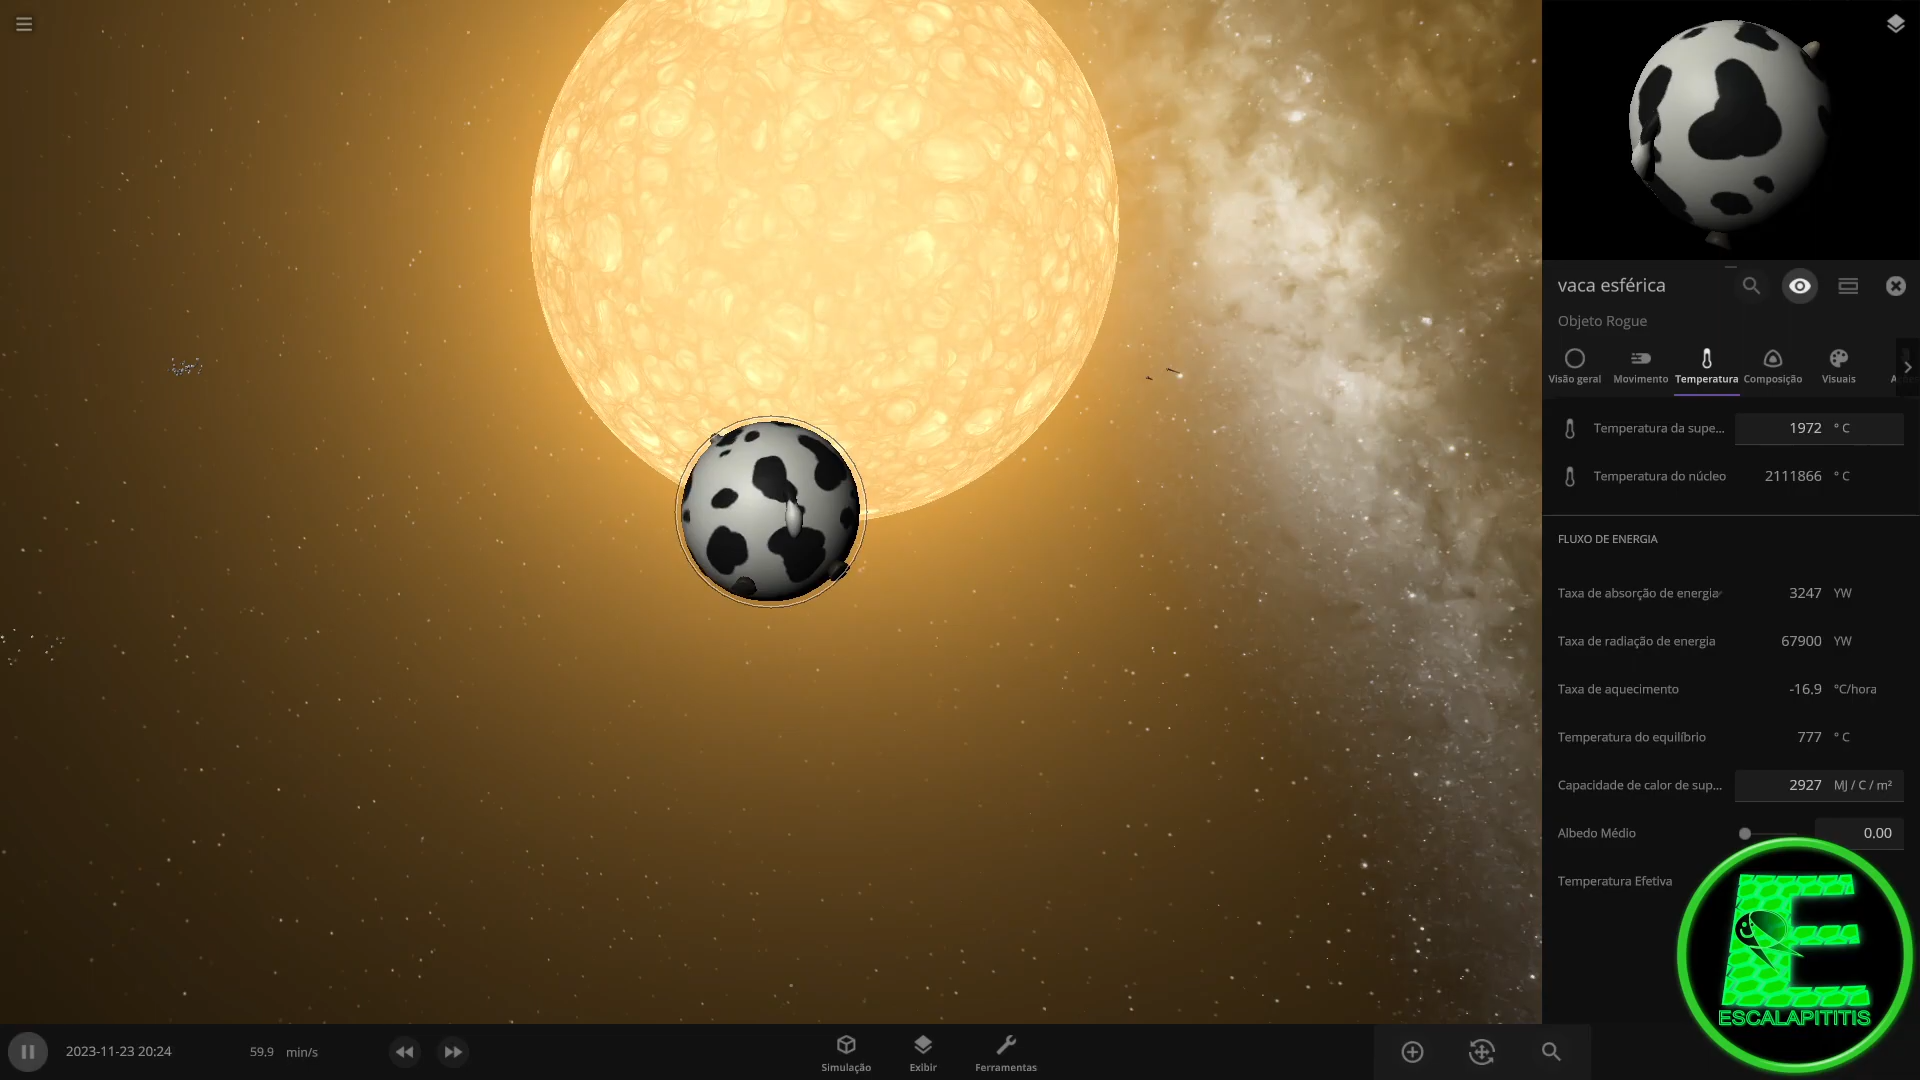 vaca esférica
Objeto Rogue
Visão geral Movimento Temperatura Composição Visuais
Temperatura da supe... 1972 ° C
Temperatura do núcleo 2111866 ° C
FLUXO DE ENERGIA
Taxa de absorção de energia 3247 YW
Taxa de radiação de energia 67900 YW
Taxa de aquecimento -16.9 °C/hora
Temperatura do equilíbrio 777 ° C
Capacidade de calor de sup... 2927 MJ / C / m²
Albedo Médio 0.00
Temperatura Efetiva
E
ESCALAPITITIS
2023-11-23 20:24 59,9 min/s
Simulação Exibir Ferramentas